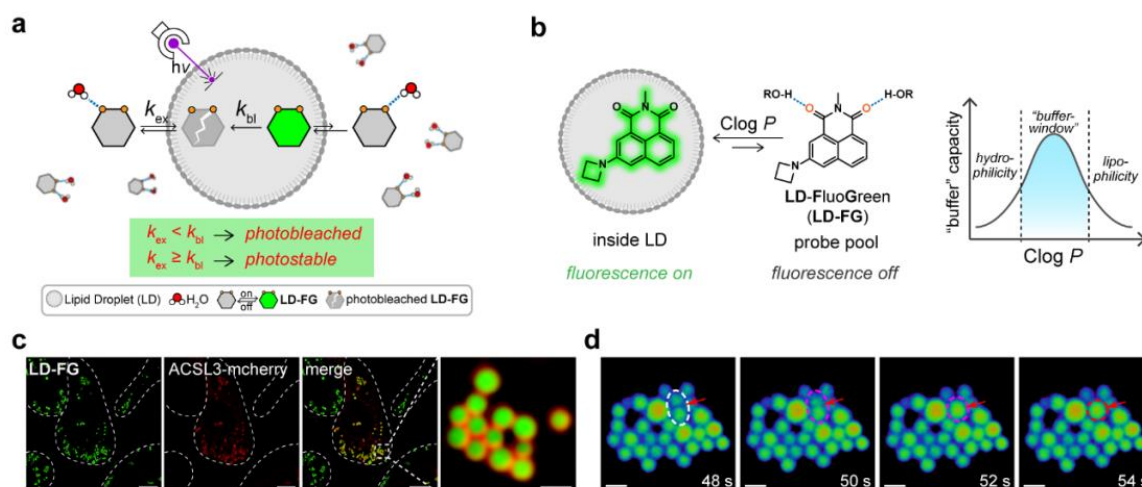 a
hν
k_ex
k_bl
k_ex < k_bl → photobleached
k_ex ≥ k_bl → photostable
Lipid Droplet (LD)
H₂O
on
off
LD-FG
photobleached LD-FG
b
N
O
O
N
inside LD
fluorescence on
Clog P
RO-H
H-OR
N
O
O
N
LD-FluoGreen
(LD-FG)
probe pool
fluorescence off
"buffer" capacity
hydro-
philicity
"buffer-
window"
lipo-
philicity
Clog P
c
LD-FG
ACSL3-mcherry
merge
d
48 s
50 s
52 s
54 s